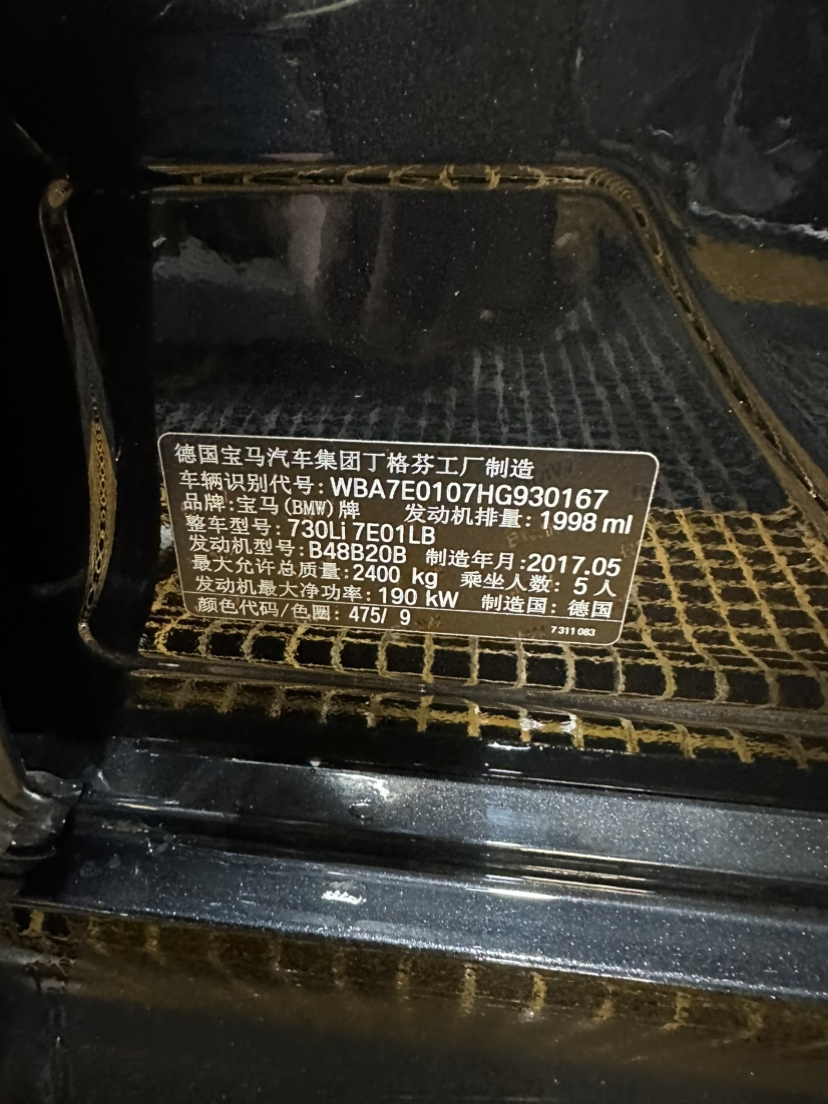 德国宝马汽车集团丁格芬工厂制造
车辆识别代号: WBA7E0107HG930167
品牌:宝马(BMW)牌 发动机排量: 1998 ml
整车型号: 730Li 7E01LB
发动机型号: B48B20B 制造年月: 2017.05
最大允许总质量: 2400 kg 乘坐人数: 5 人
发动机最大净功率: 190 kW 制造国: 德国
颜色代码/色圈: 475/ 9
7 311 083